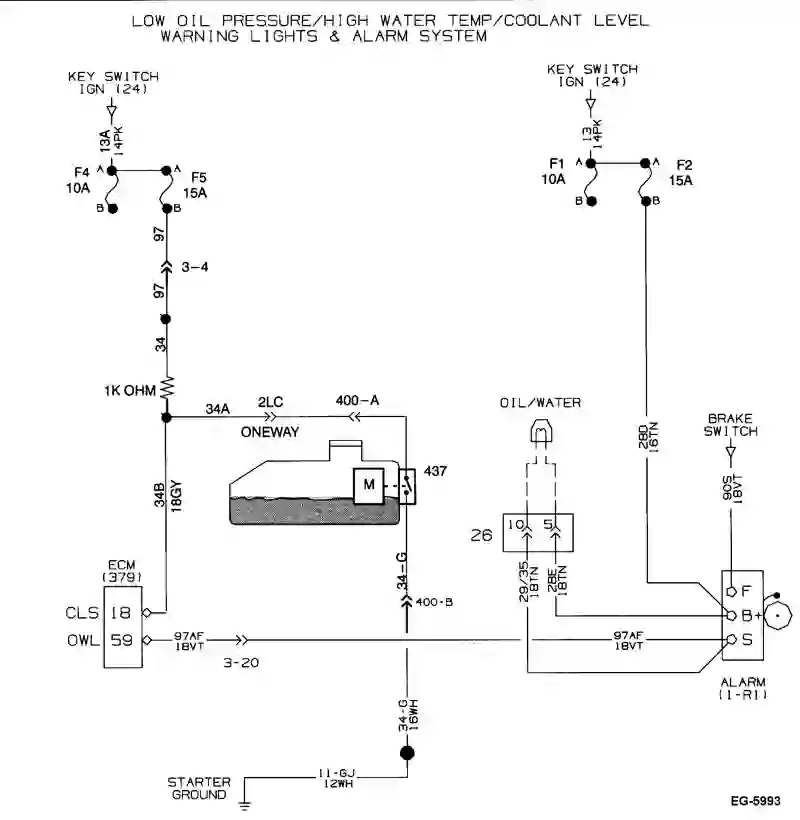 LOW OIL PRESSURE/HIGH WATER TEMP/COOLANT LEVEL
WARNING LIGHTS & ALARM SYSTEM
KEY SWITCH
IGN (24)
13A
14PK
F4
10A
A
B
A
B
F5
15A
97
3-4
97
34
1K OHM
34A
2LC
ONEWAY
400-A
34B
18GY
M
437
34-G
400-B
ECM
(379)
CLS 18
OWL 59
97AF
18VT
3-20
34-G
16WH
11-GJ
12WH
STARTER
GROUND
KEY SWITCH
IGN (24)
13
14PK
F1
10A
A
B
A
B
F2
15A
28D
16TN
OIL/WATER
26
10 5
29/35
18TN
28E
18TN
BRAKE
SWITCH
90S
18VT
F
B+
S
97AF
18VT
ALARM
(1-R1)
EG-5993